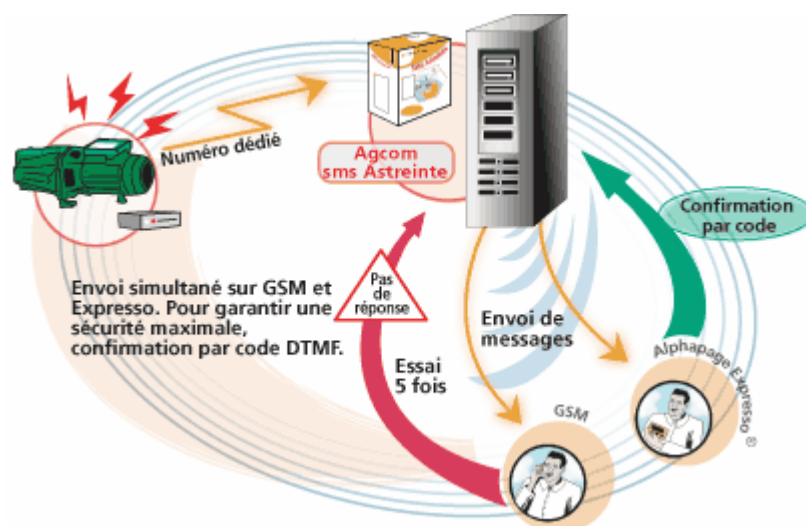 Numéro dédié
Agcom
sms Astreinte
Confirmation
par code
Envoi simultané sur GSM et
Expresso. Pour garantir une
sécurité maximale,
confirmation par code DTMF.
Pas
de
réponse
Envoi de
messages
Essai
5 fois
GSM
Alphapage Expresso ®